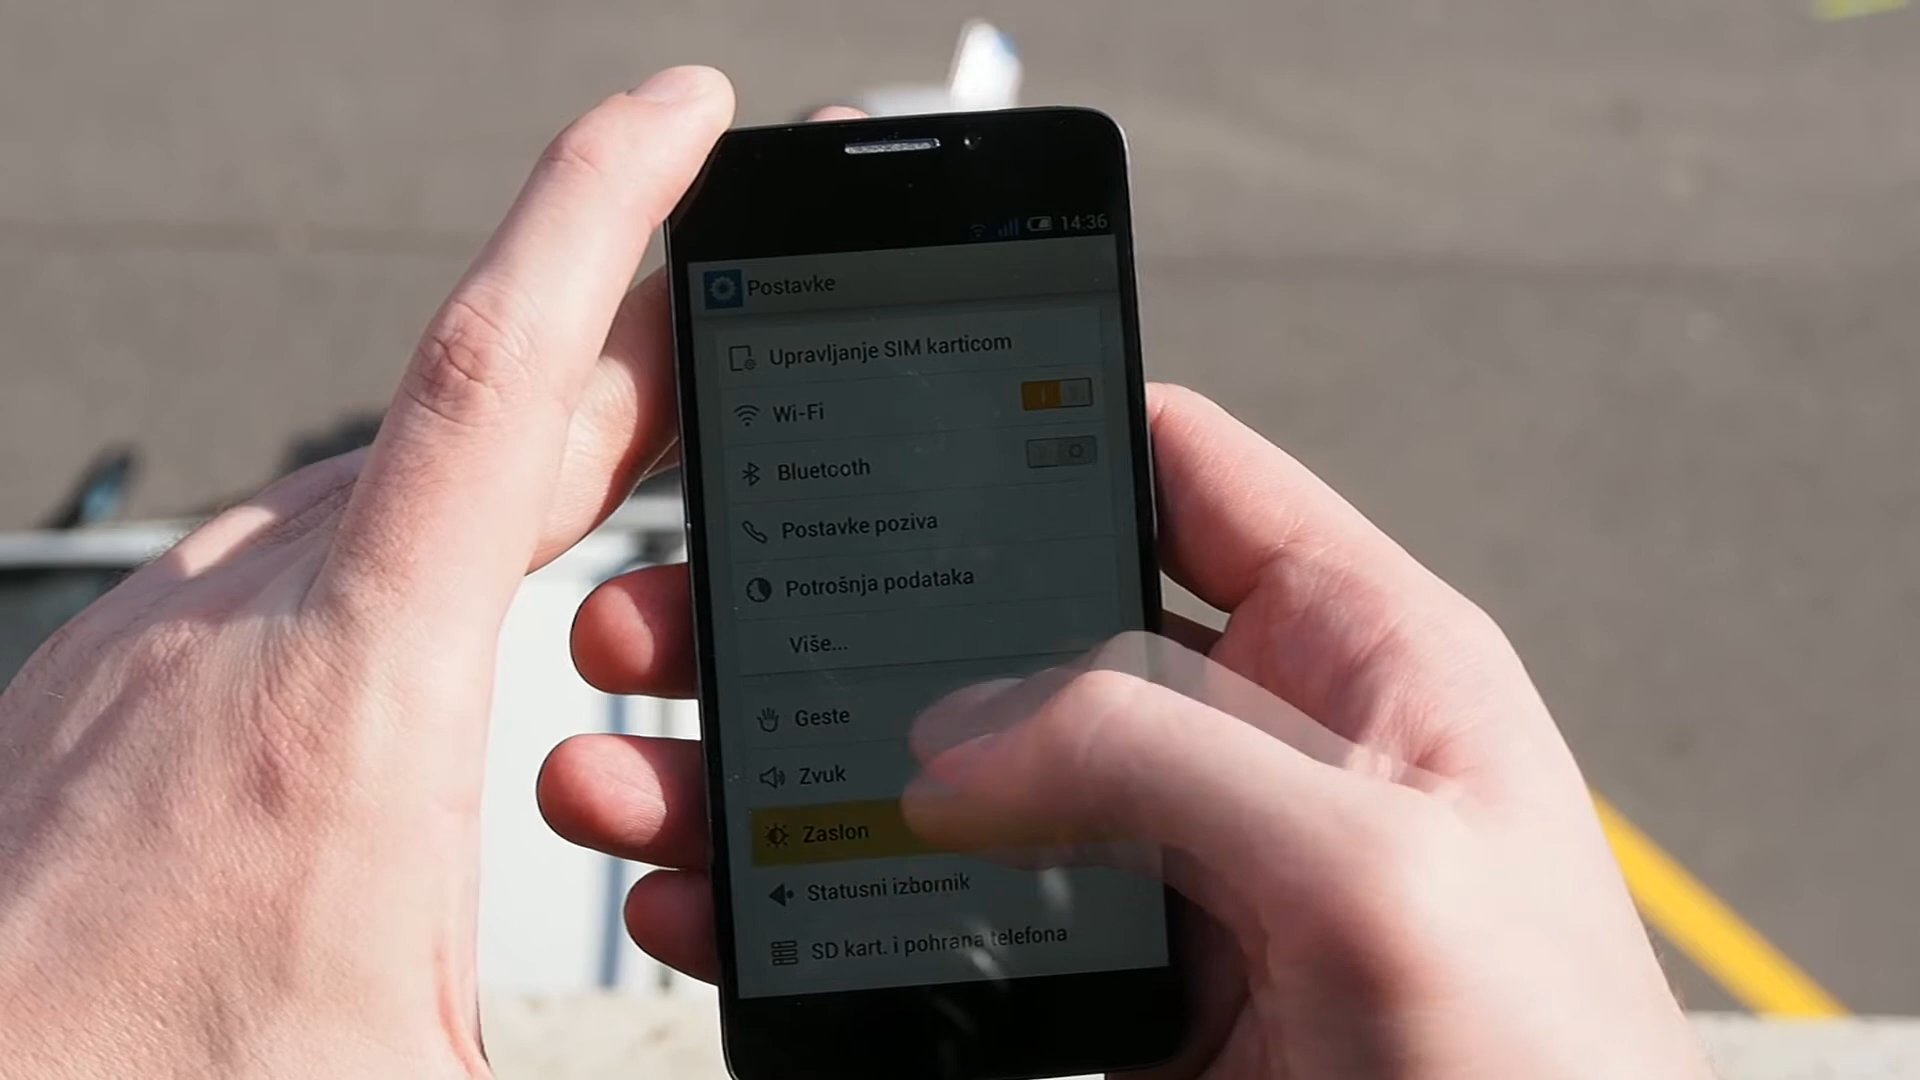 14:36
Postavke
Upravljanje SIM karticom
Wi-Fi
Bluetooth
Postavke poziva
Potrošnja podataka
Više...
Geste
Zvuk
Zaslon
Statusni izbornik
SD kart. i pohrana telefona